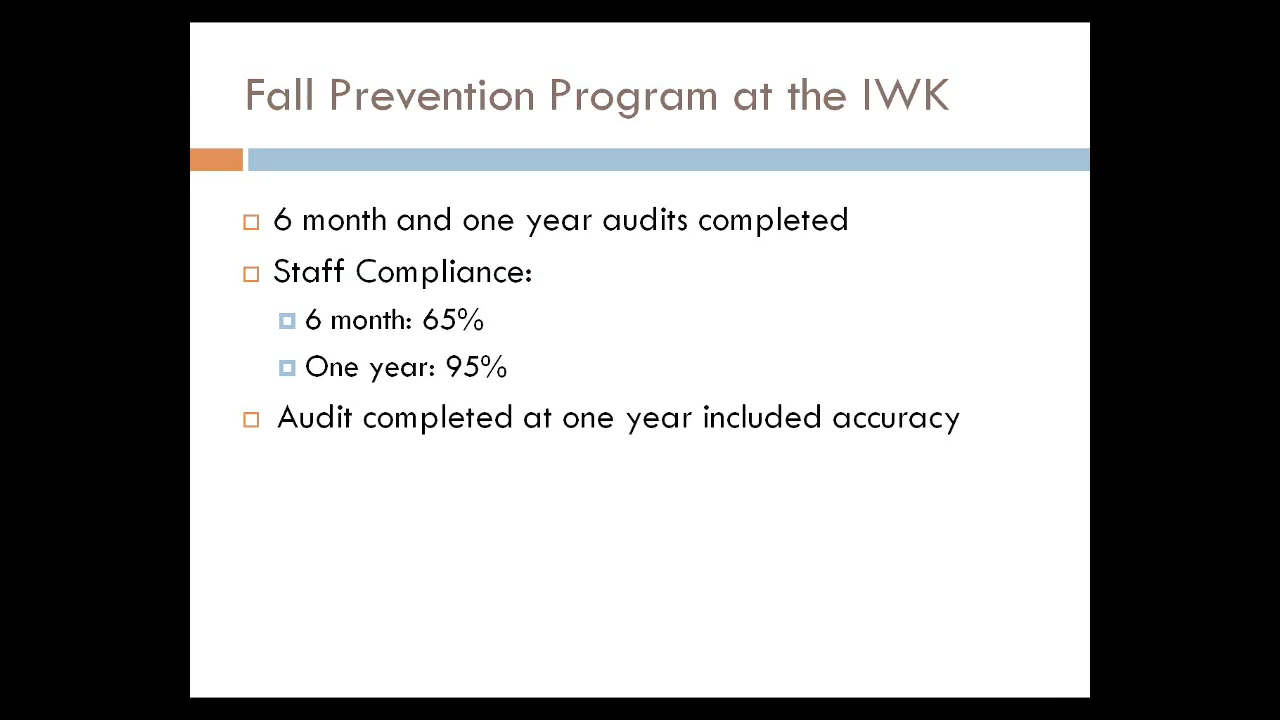 Fall Prevention Program at the IWK
6 month and one year audits completed
Staff Compliance:
6 month: 65%
One year: 95%
Audit completed at one year included accuracy